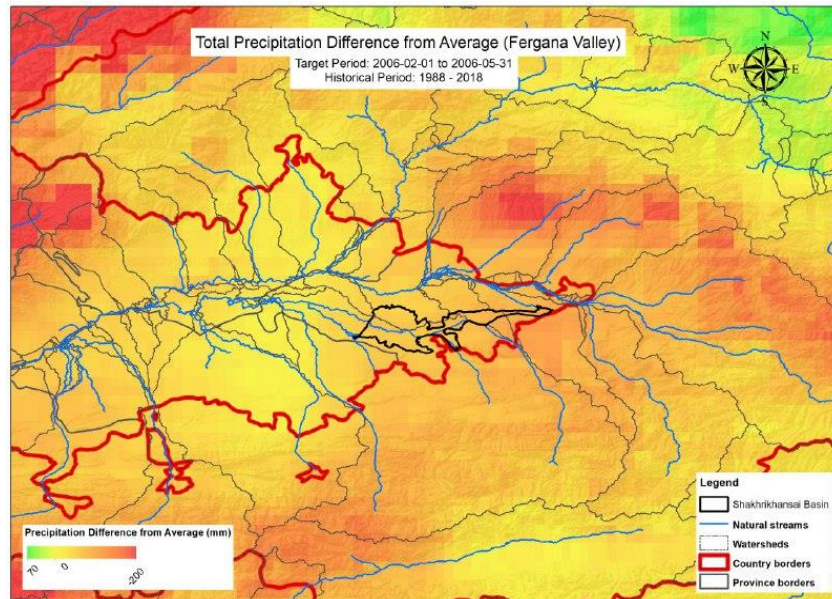 Total Precipitation Difference from Average (Fergana Valley)
Target Period: 2006-02-01 to 2006-05-31
Historical Period: 1988 - 2018
N
W E
S
Legend
Shakhrikhansai Basin
Natural streams
Watersheds
Country borders
Province borders
Precipitation Difference from Average (mm)
70 0 -200